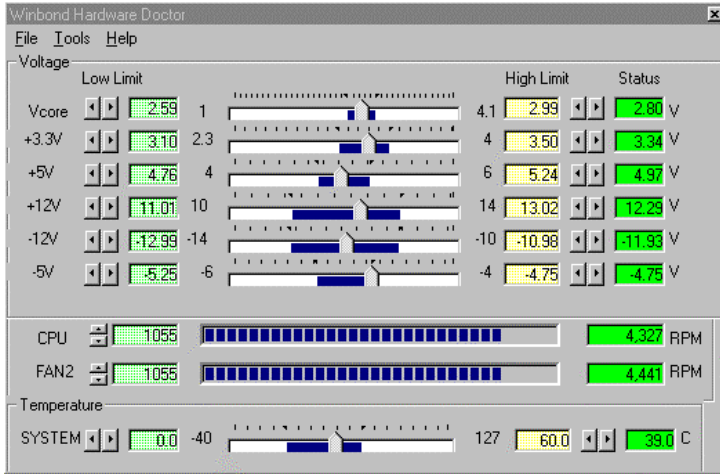 Winbond Hardware Doctor
File Tools Help
Voltage
Low Limit High Limit Status
Vcore 2.59 1 4.1 2.99 2.80 V
+3.3V 3.10 2.3 4 3.50 3.34 V
+5V 4.76 4 6 5.24 4.97 V
+12V 11.01 10 14 13.02 12.29 V
-12V -12.99 -14 -10 -10.98 -11.93 V
-5V -5.25 -6 -4 -4.75 -4.75 V
CPU 1055 4,327 RPM
FAN2 1055 4,441 RPM
Temperature
SYSTEM 0.0 -40 127 60.0 39.0 C